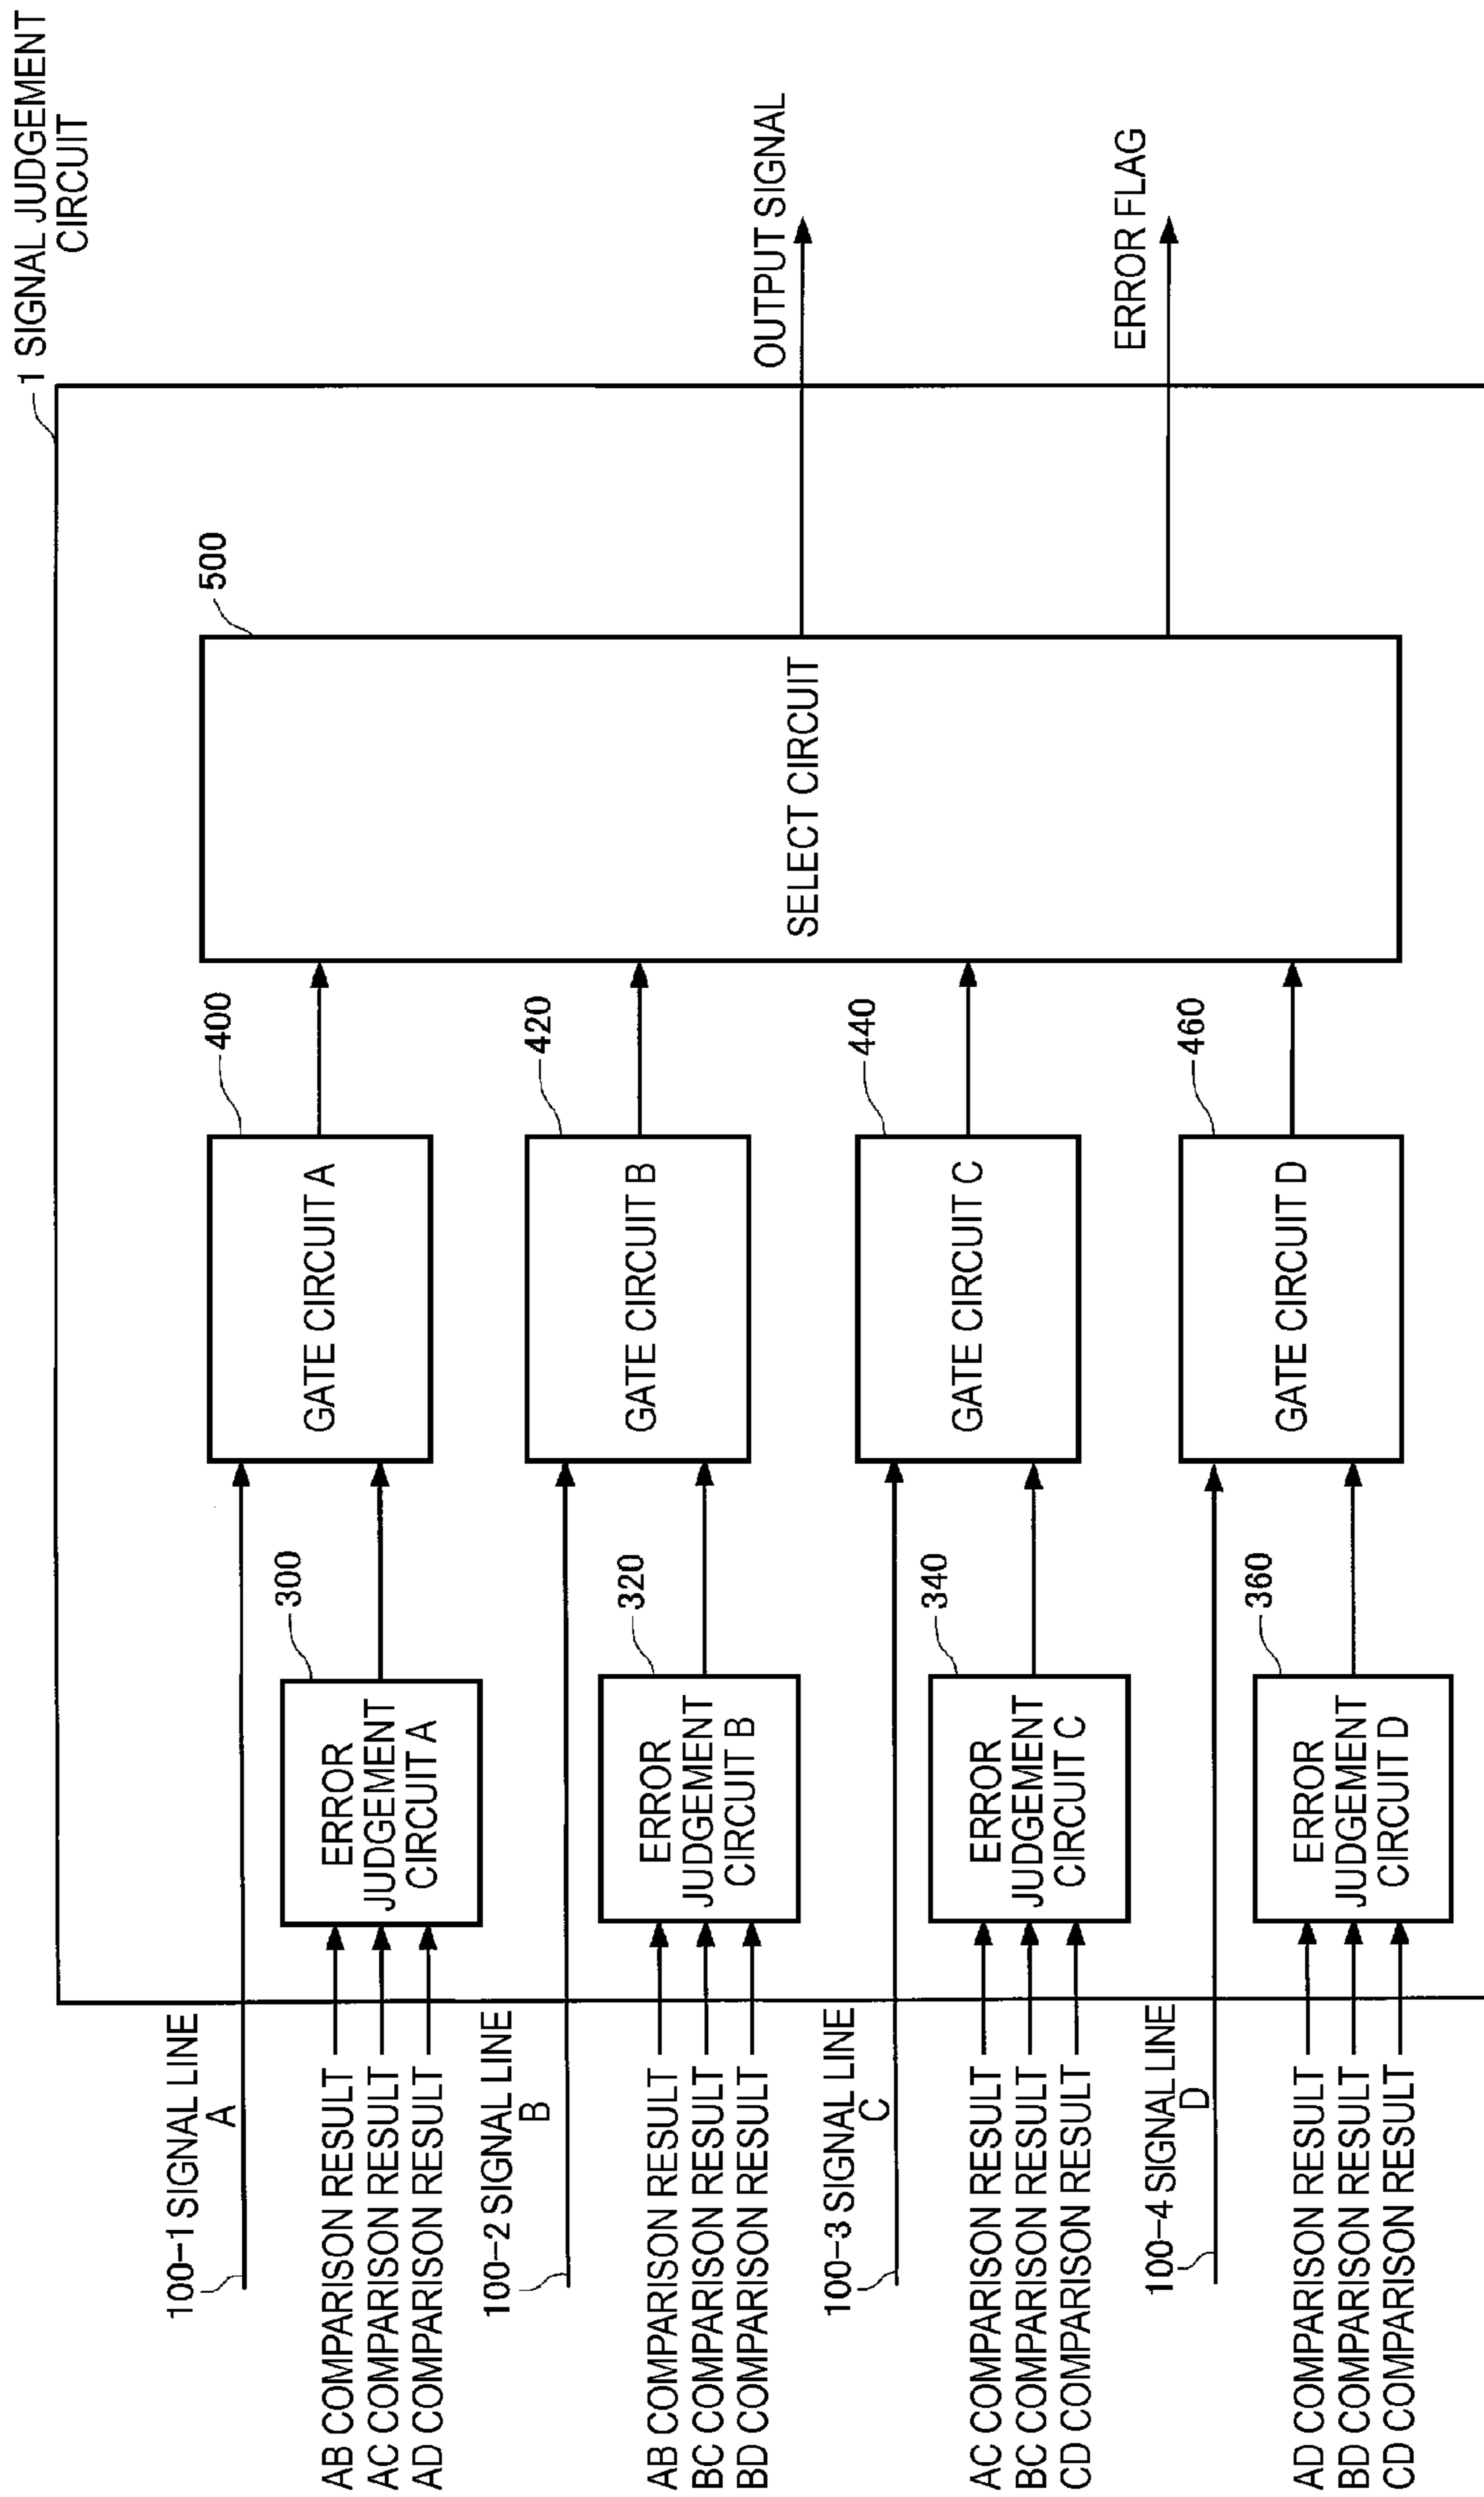 1 SIGNAL JUDGEMENT
CIRCUIT
100-1 SIGNAL LINE
A
AB COMPARISON RESULT
AC COMPARISON RESULT
AD COMPARISON RESULT
300
ERROR
JUDGEMENT
CIRCUIT A
400
GATE CIRCUIT A
100-2 SIGNAL LINE
B
AB COMPARISON RESULT
BC COMPARISON RESULT
BD COMPARISON RESULT
320
ERROR
JUDGEMENT
CIRCUIT B
420
GATE CIRCUIT B
100-3 SIGNAL LINE
C
AC COMPARISON RESULT
BC COMPARISON RESULT
CD COMPARISON RESULT
340
ERROR
JUDGEMENT
CIRCUIT C
440
GATE CIRCUIT C
100-4 SIGNAL LINE
D
AD COMPARISON RESULT
BD COMPARISON RESULT
CD COMPARISON RESULT
360
ERROR
JUDGEMENT
CIRCUIT D
460
GATE CIRCUIT D
500
SELECT CIRCUIT
OUTPUT SIGNAL
ERROR FLAG